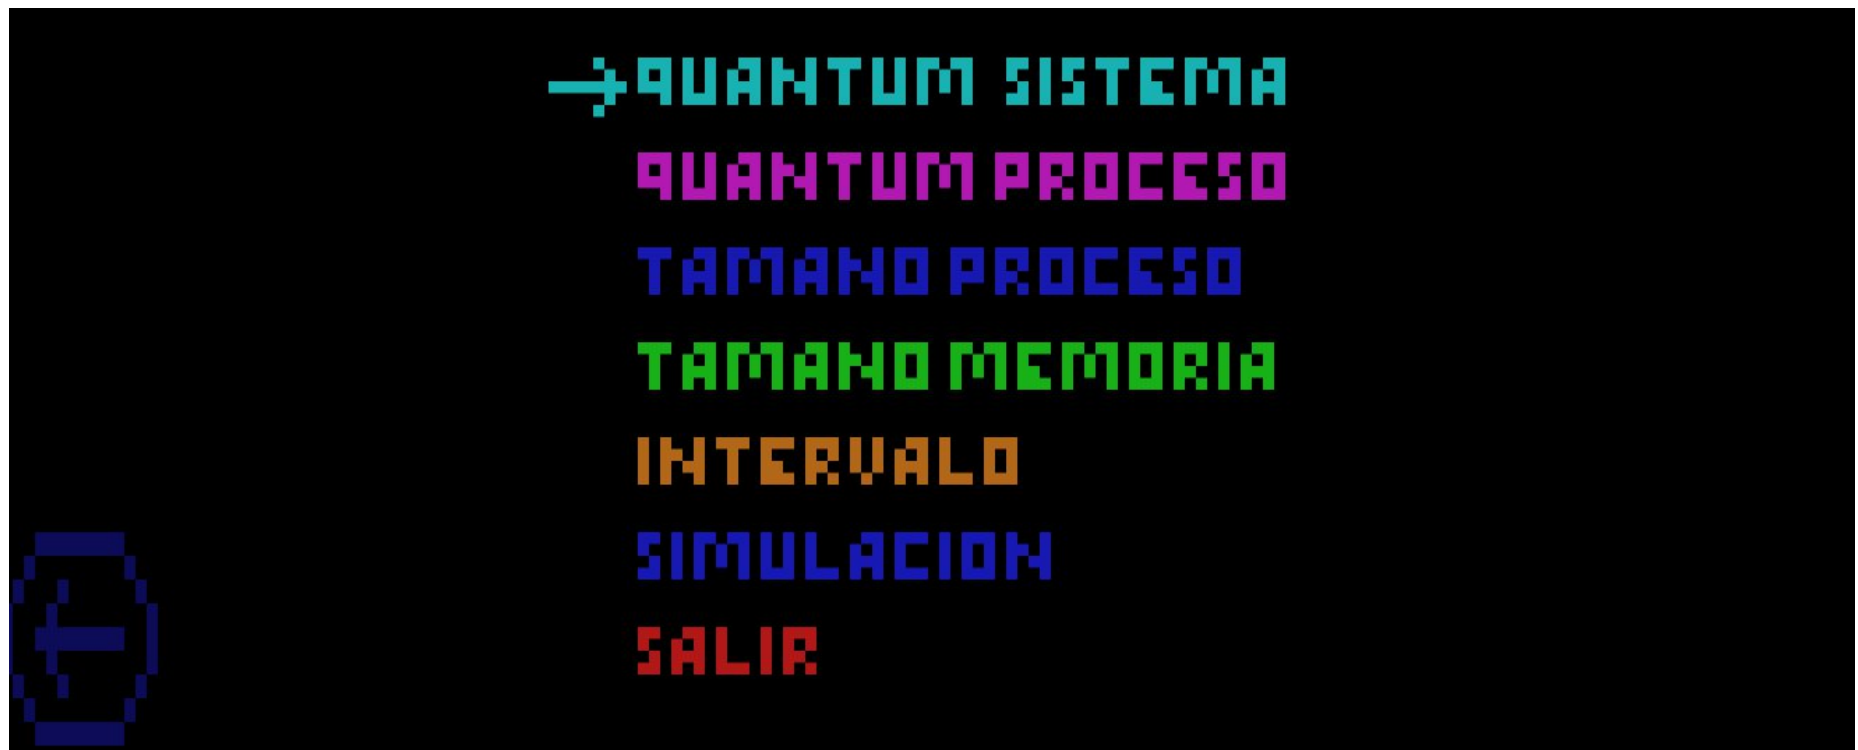 QUANTUM SISTEMA
QUANTUM PROCESO
TAMANO PROCESO
TAMANO MEMORIA
INTERVALO
SIMULACION
SALIR